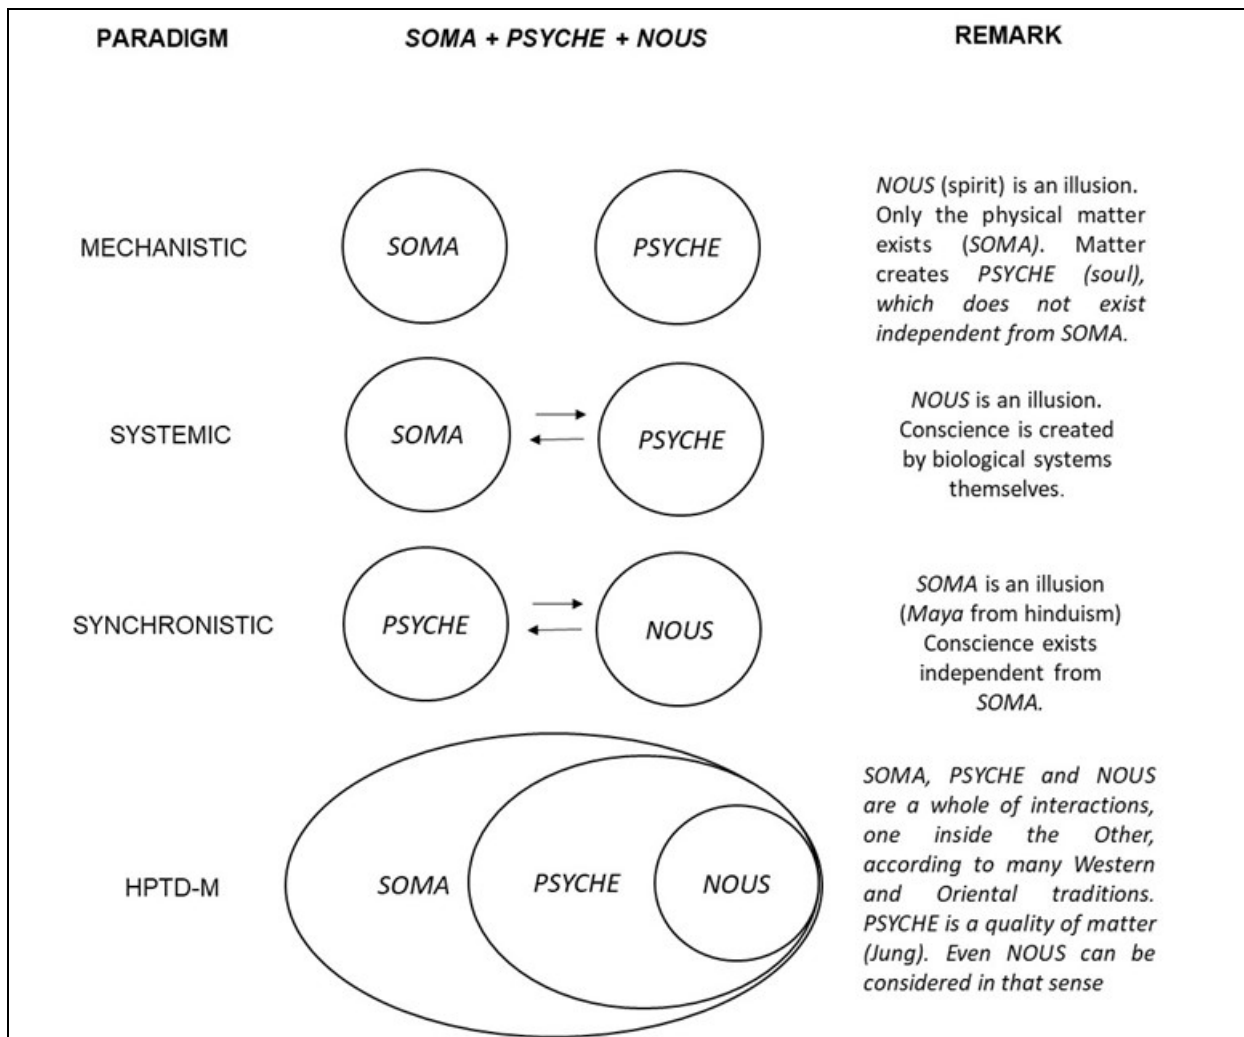 PARADIGM
SOMA + PSYCHE + NOUS
REMARK
MECHANISTIC
SOMA
PSYCHE
NOUS (spirit) is an illusion.
Only the physical matter
exists (SOMA). Matter
creates PSYCHE (soul),
which does not exist
independent from SOMA.
SYSTEMIC
SOMA
PSYCHE
NOUS is an illusion.
Conscience is created
by biological systems
themselves.
SYNCHRONISTIC
PSYCHE
NOUS
SOMA is an illusion
(Maya from hinduism)
Conscience exists
independent from
SOMA.
HPTD-M
SOMA
PSYCHE
NOUS
SOMA, PSYCHE and NOUS
are a whole of interactions,
one inside the Other,
according to many Western
and Oriental traditions.
PSYCHE is a quality of matter
(Jung). Even NOUS can be
considered in that sense